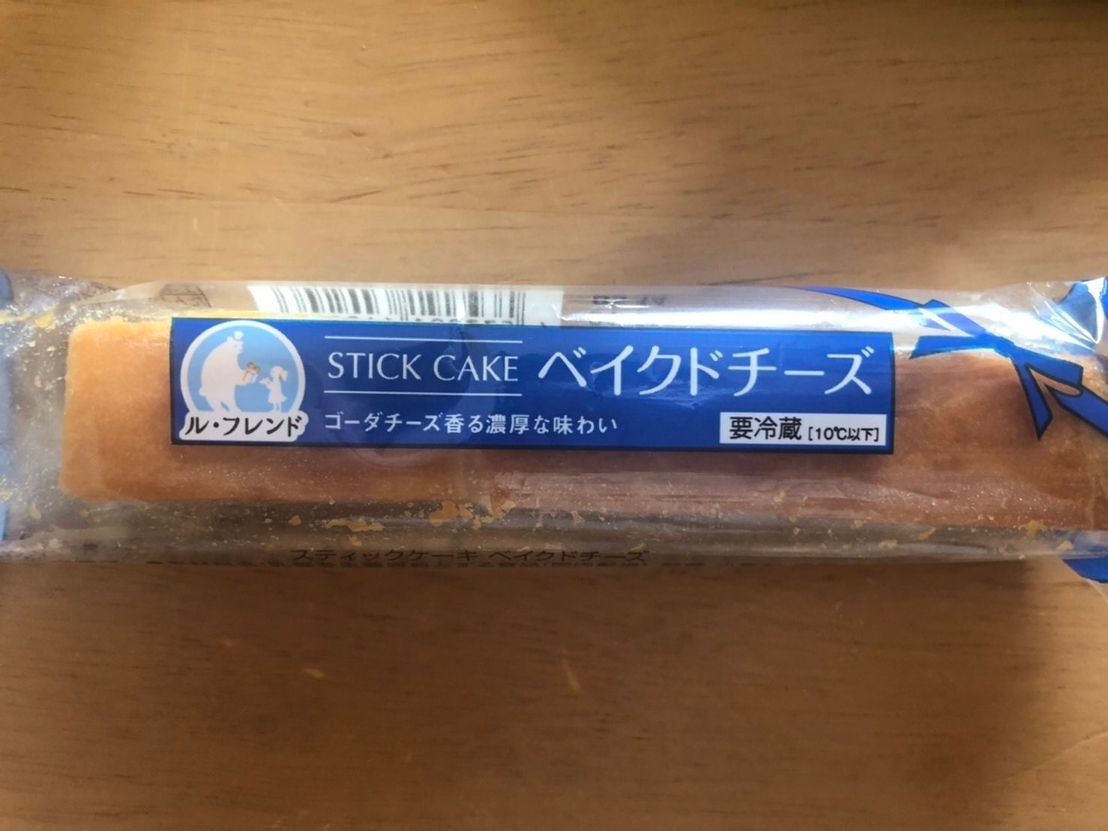 STICK CAKE ベイクドチーズ
ル・フレンド
ゴーダチーズ香る濃厚な味わい
要冷蔵 [10℃以下]
スティックケーキ ベイクドチーズ